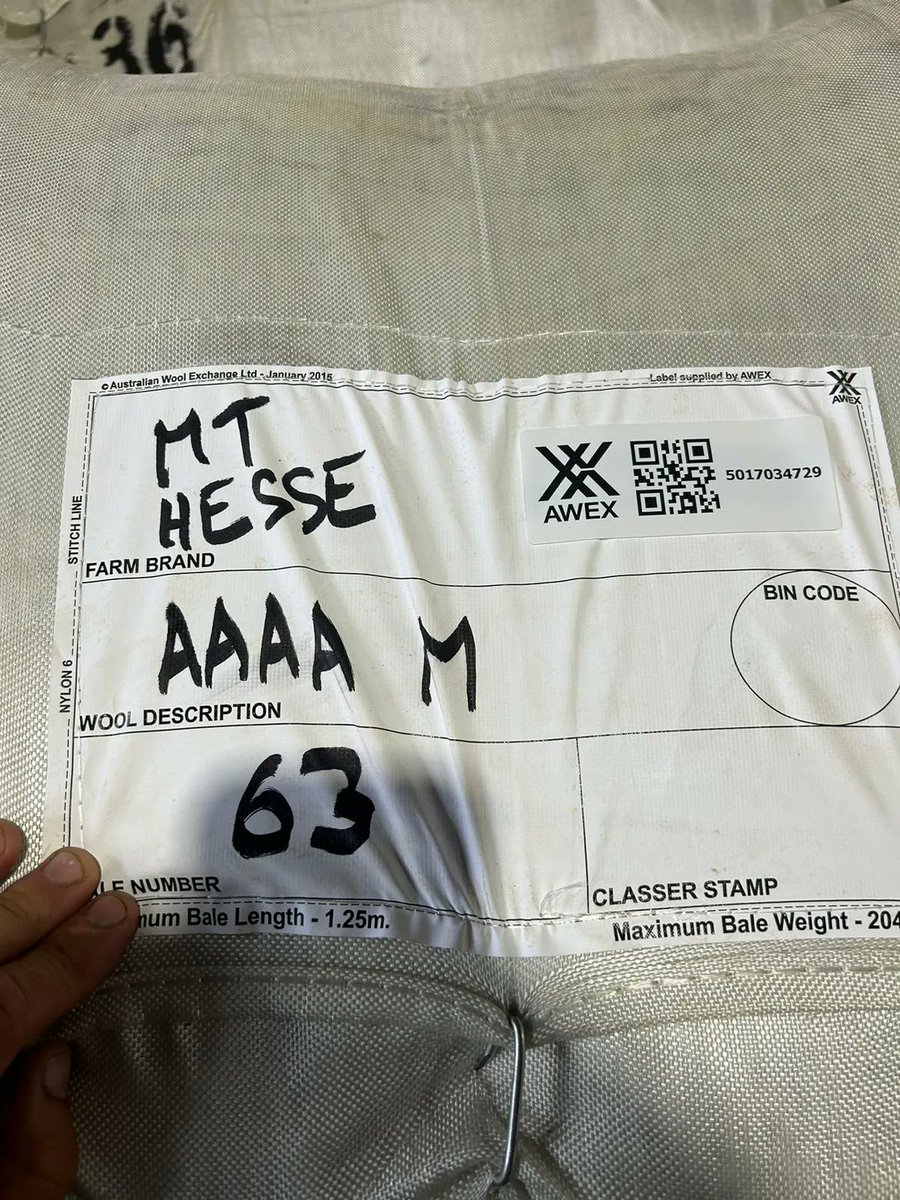 36
© Australian Wool Exchange Ltd - January 2015
Label supplied by AWEX
AWEX
MT
HESSE
AWEX
5017034729
STITCH LINE
FARM BRAND
BIN CODE
AAAA M
NYLON 6
WOOL DESCRIPTION
63
LE NUMBER
CLASSER STAMP
mum Bale Length - 1.25m.
Maximum Bale Weight - 204